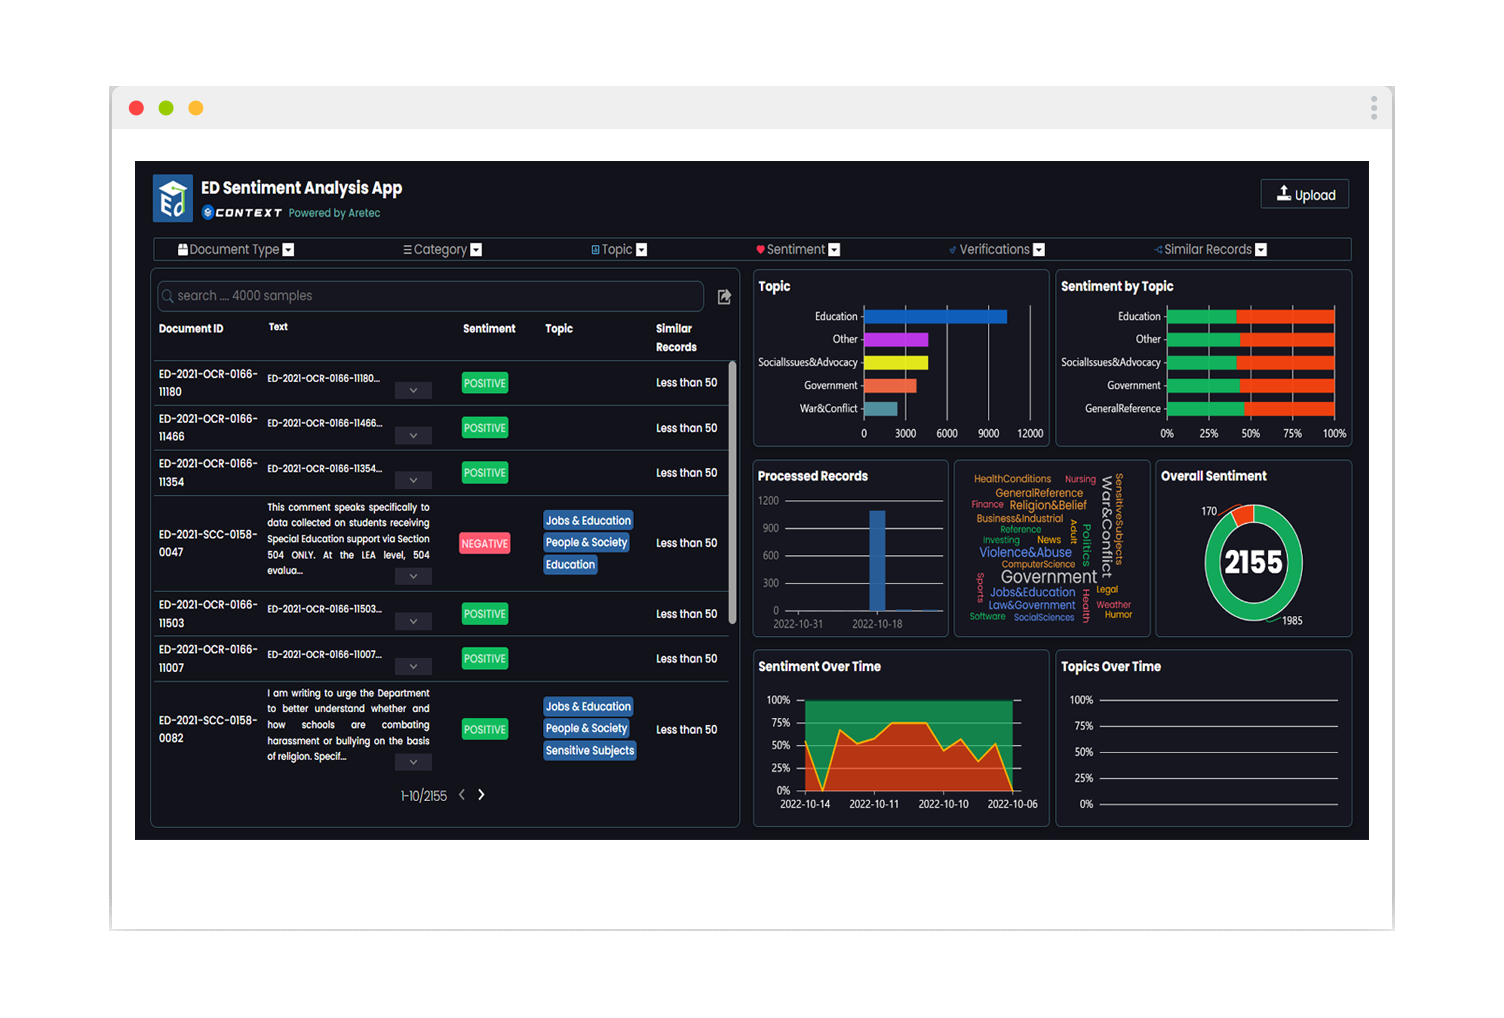 ED Sentiment Analysis App
CONTEXT Powered by Aretec
Upload
Document Type
Category
Topic
Sentiment
Verifications
Similar Records
search .... 4000 samples
Document ID
Text
Sentiment
Topic
Similar
Records
ED-2021-OCR-0166-
11180
ED-2021-OCR-0166-11180...
POSITIVE
Less than 50
ED-2021-OCR-0166-
11466
ED-2021-OCR-0166-11466...
POSITIVE
Less than 50
ED-2021-OCR-0166-
11354
ED-2021-OCR-0166-11354...
POSITIVE
Less than 50
ED-2021-SCC-0158-
0047
This comment speaks specifically to
data collected on students receiving
Special Education support via Section
504 ONLY. At the LEA level, 504
evalua...
NEGATIVE
Jobs & Education
People & Society
Education
Less than 50
ED-2021-OCR-0166-
11503
ED-2021-OCR-0166-11503...
POSITIVE
Less than 50
ED-2021-OCR-0166-
11007
ED-2021-OCR-0166-11007...
POSITIVE
Less than 50
ED-2021-SCC-0158-
0082
I am writing to urge the Department
to better understand whether and
how schools are combating
harassment or bullying on the basis
of religion. Specif...
POSITIVE
Jobs & Education
People & Society
Sensitive Subjects
Less than 50
1-10/2155
Topic
Education
Other
SocialIssues&Advocacy
Government
War&Conflict
0 3000 6000 9000 12000
Sentiment by Topic
Education
Other
SocialIssues&Advocacy
Government
GeneralReference
0% 25% 50% 75% 100%
Processed Records
1200
900
600
300
0
2022-10-31 2022-10-18
HealthConditions
Nursing
SensitiveSubjects
War&Conflict
GeneralReference
Finance
Religion&Belief
Business&Industrial
Adult
Politics
Reference
Investing
News
Violence&Abuse
ComputerScience
Government
Sports
Jobs&Education
Health
Legal
Law&Government
Weather
Software
SocialSciences
Humor
Overall Sentiment
170
2155
1985
Sentiment Over Time
100%
75%
50%
25%
0%
2022-10-14 2022-10-11 2022-10-10 2022-10-06
Topics Over Time
100%
75%
50%
25%
0%